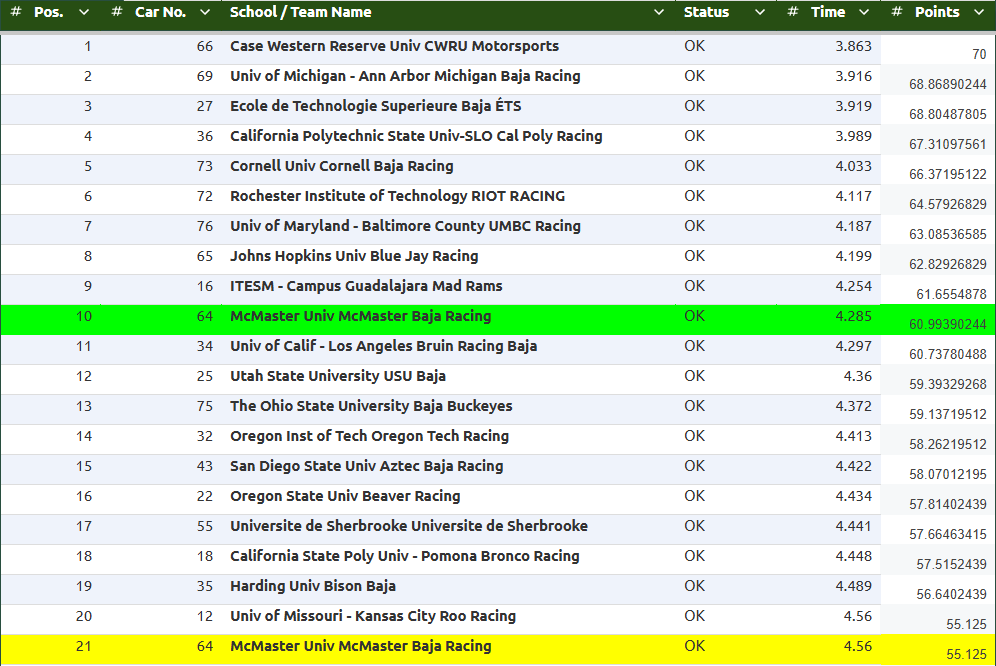 # Pos. # Car No. School / Team Name Status # Time # Points
1 66 Case Western Reserve Univ CWRU Motorsports OK 3.863 70
2 69 Univ of Michigan - Ann Arbor Michigan Baja Racing OK 3.916 68.86890244
3 27 Ecole de Technologie Superieure Baja ÉTS OK 3.919 68.80487805
4 36 California Polytechnic State Univ-SLO Cal Poly Racing OK 3.989 67.31097561
5 73 Cornell Univ Cornell Baja Racing OK 4.033 66.37195122
6 72 Rochester Institute of Technology RIOT RACING OK 4.117 64.57926829
7 76 Univ of Maryland - Baltimore County UMBC Racing OK 4.187 63.08536585
8 65 Johns Hopkins Univ Blue Jay Racing OK 4.199 62.82926829
9 16 ITESM - Campus Guadalajara Mad Rams OK 4.254 61.6554878
10 64 McMaster Univ McMaster Baja Racing OK 4.285 60.99390244
11 34 Univ of Calif - Los Angeles Bruin Racing Baja OK 4.297 60.73780488
12 25 Utah State University USU Baja OK 4.36 59.39329268
13 75 The Ohio State University Baja Buckeyes OK 4.372 59.13719512
14 32 Oregon Inst of Tech Oregon Tech Racing OK 4.413 58.26219512
15 43 San Diego State Univ Aztec Baja Racing OK 4.422 58.07012195
16 22 Oregon State Univ Beaver Racing OK 4.434 57.81402439
17 55 Universite de Sherbrooke Universite de Sherbrooke OK 4.441 57.66463415
18 18 California State Poly Univ - Pomona Bronco Racing OK 4.448 57.5152439
19 35 Harding Univ Bison Baja OK 4.489 56.6402439
20 12 Univ of Missouri - Kansas City Roo Racing OK 4.56 55.125
21 64 McMaster Univ McMaster Baja Racing OK 4.56 55.125